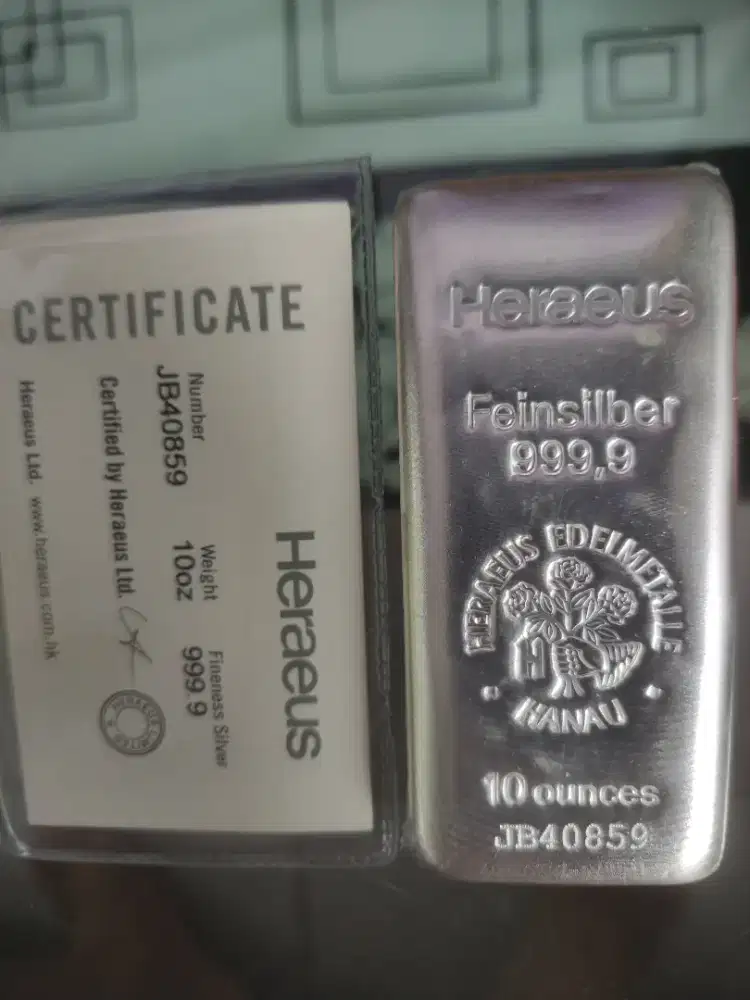 CERTIFICATE
Heraeus
Number
JB40859
Weight
10oz
Fineness Silver
999.9
Certified by Heraeus Ltd.
Heraeus Ltd. www.heraeus.com.hk
Heraeus
Feinsilber
999,9
HERAEUS EDELMETALLE
HANAU
10 ounces
JB40859